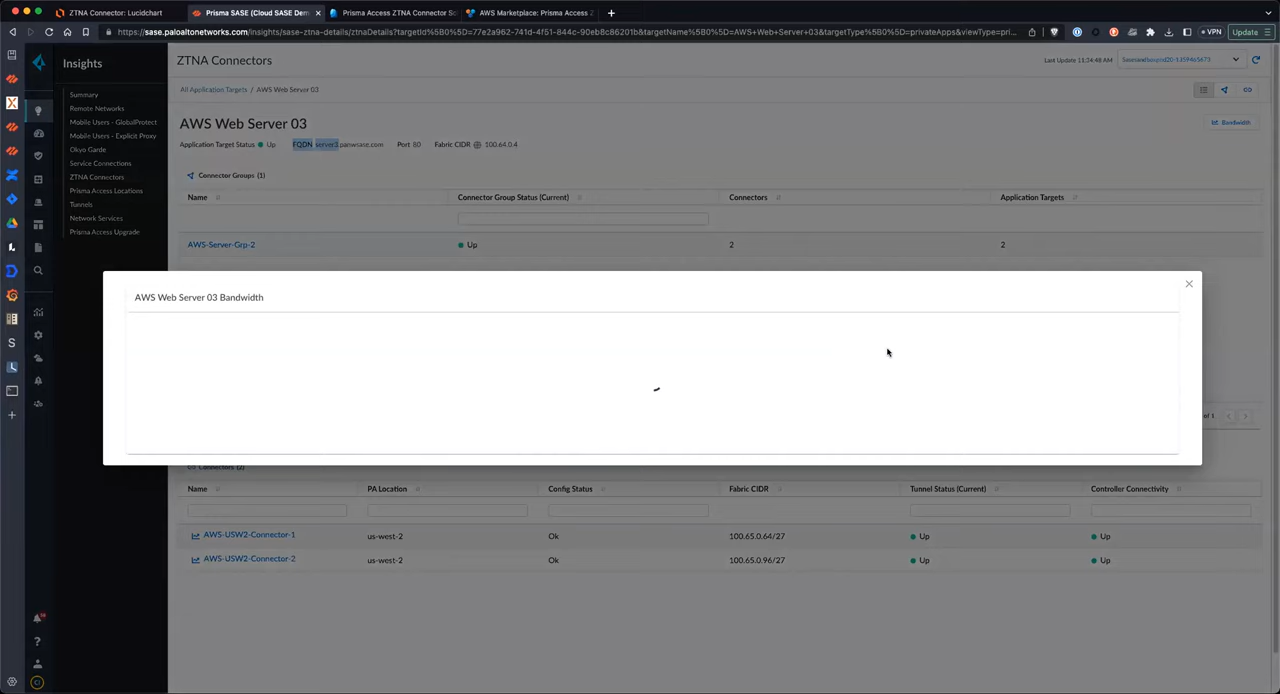 ZTNA Connector: Lucidchart
Prisma SASE (Cloud SASE Dem
Prisma Access ZTNA Connector So
AWS Marketplace: Prisma Access Z
https://sase.paloaltonetworks.com/insights/sase-ztna-details/ztnaDetails?targetId%5B0%5D=77e2a962-741d-4f51-844c-90eb8c86201b&targetName%5B0%5D=AWS+Web+Server+03&targetType%5B0%5D=privateApps&viewType=pri...
VPN
Update
Insights
ZTNA Connectors
Last Update 11:34:48 AM
Summary
Remote Networks
Mobile Users - GlobalProtect
Mobile Users - Explicit Proxy
Okyo Garde
Service Connections
ZTNA Connectors
Prisma Access Locations
Tunnels
Network Services
Prisma Access Upgrade
All Application Targets / AWS Web Server 03
AWS Web Server 03
Bandwidth
Application Target Status Up FQDN server3.panwsase.com Port 80 Fabric CIDR 100.64.0.4
Connector Groups (1)
Name Connector Group Status (Current) Connectors Application Targets
AWS-Server-Grp-2 Up 2 2
AWS Web Server 03 Bandwidth
of 1
Connectors (2)
Name PA Location Config Status Fabric CIDR Tunnel Status (Current) Controller Connectivity
AWS-USW2-Connector-1 us-west-2 Ok 100.65.0.64/27 Up Up
AWS-USW2-Connector-2 us-west-2 Ok 100.65.0.96/27 Up Up